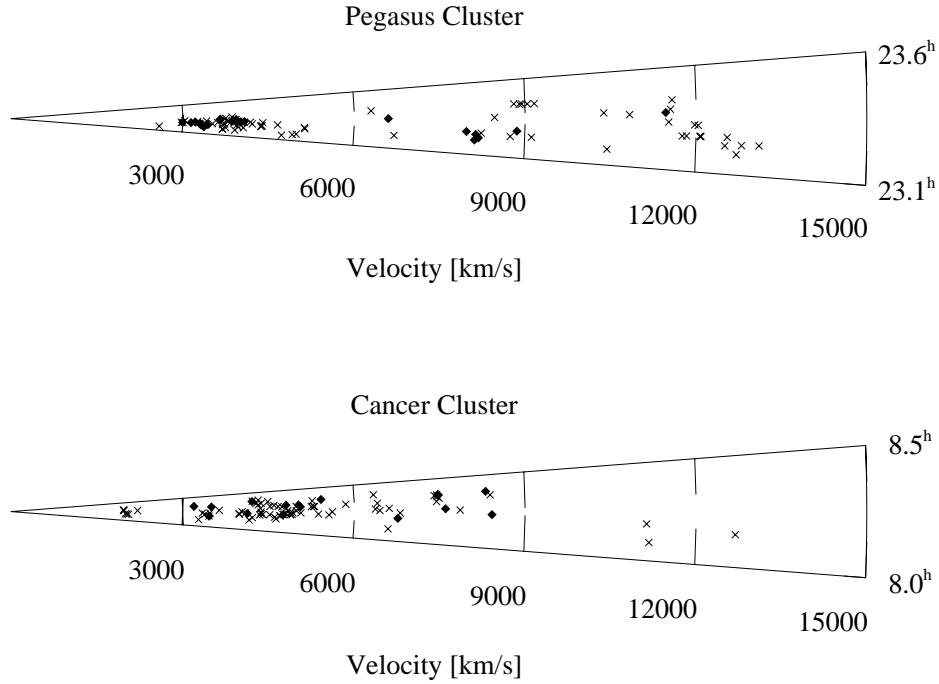 Pegasus Cluster
23.6h
23.1h
3000
6000
9000
12000
15000
Velocity [km/s]
Cancer Cluster
8.5h
8.0h
3000
6000
9000
12000
15000
Velocity [km/s]